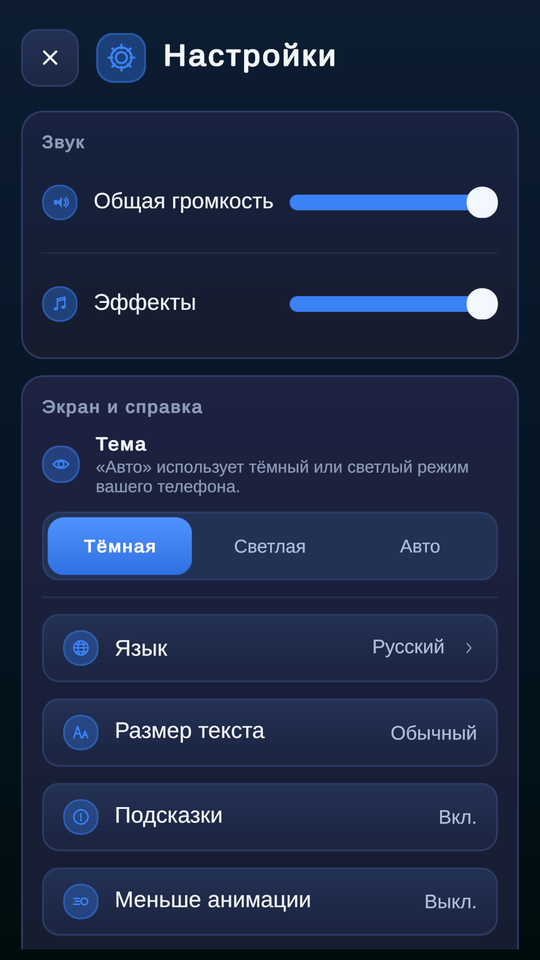 Настройки
Звук
Общая громкость
Эффекты
Экран и справка
Тема
«Авто» использует тёмный или светлый режим
вашего телефона.
Тёмная Светлая Авто
Язык Русский
Размер текста Обычный
Подсказки Вкл.
Меньше анимации Выкл.